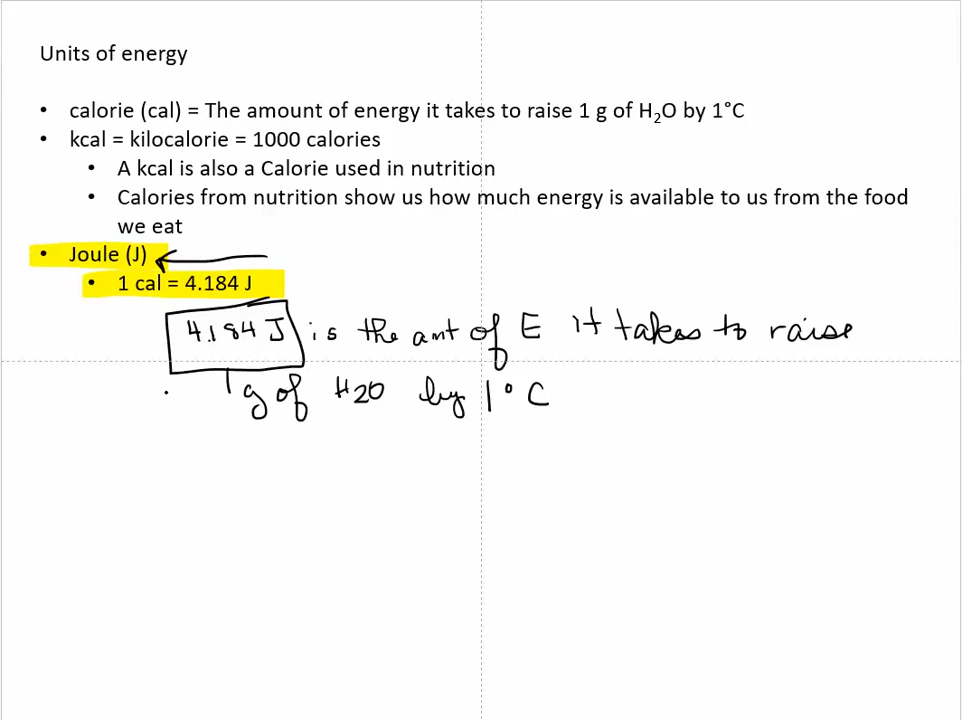 Units of energy
• calorie (cal) = The amount of energy it takes to raise 1 g of H₂O by 1°C
• kcal = kilocalorie = 1000 calories
• A kcal is also a Calorie used in nutrition
• Calories from nutrition show us how much energy is available to us from the food
we eat
• Joule (J)
• 1 cal = 4.184 J
4.184 J is the amt of E it takes to raise
1g of H20 by 1° C